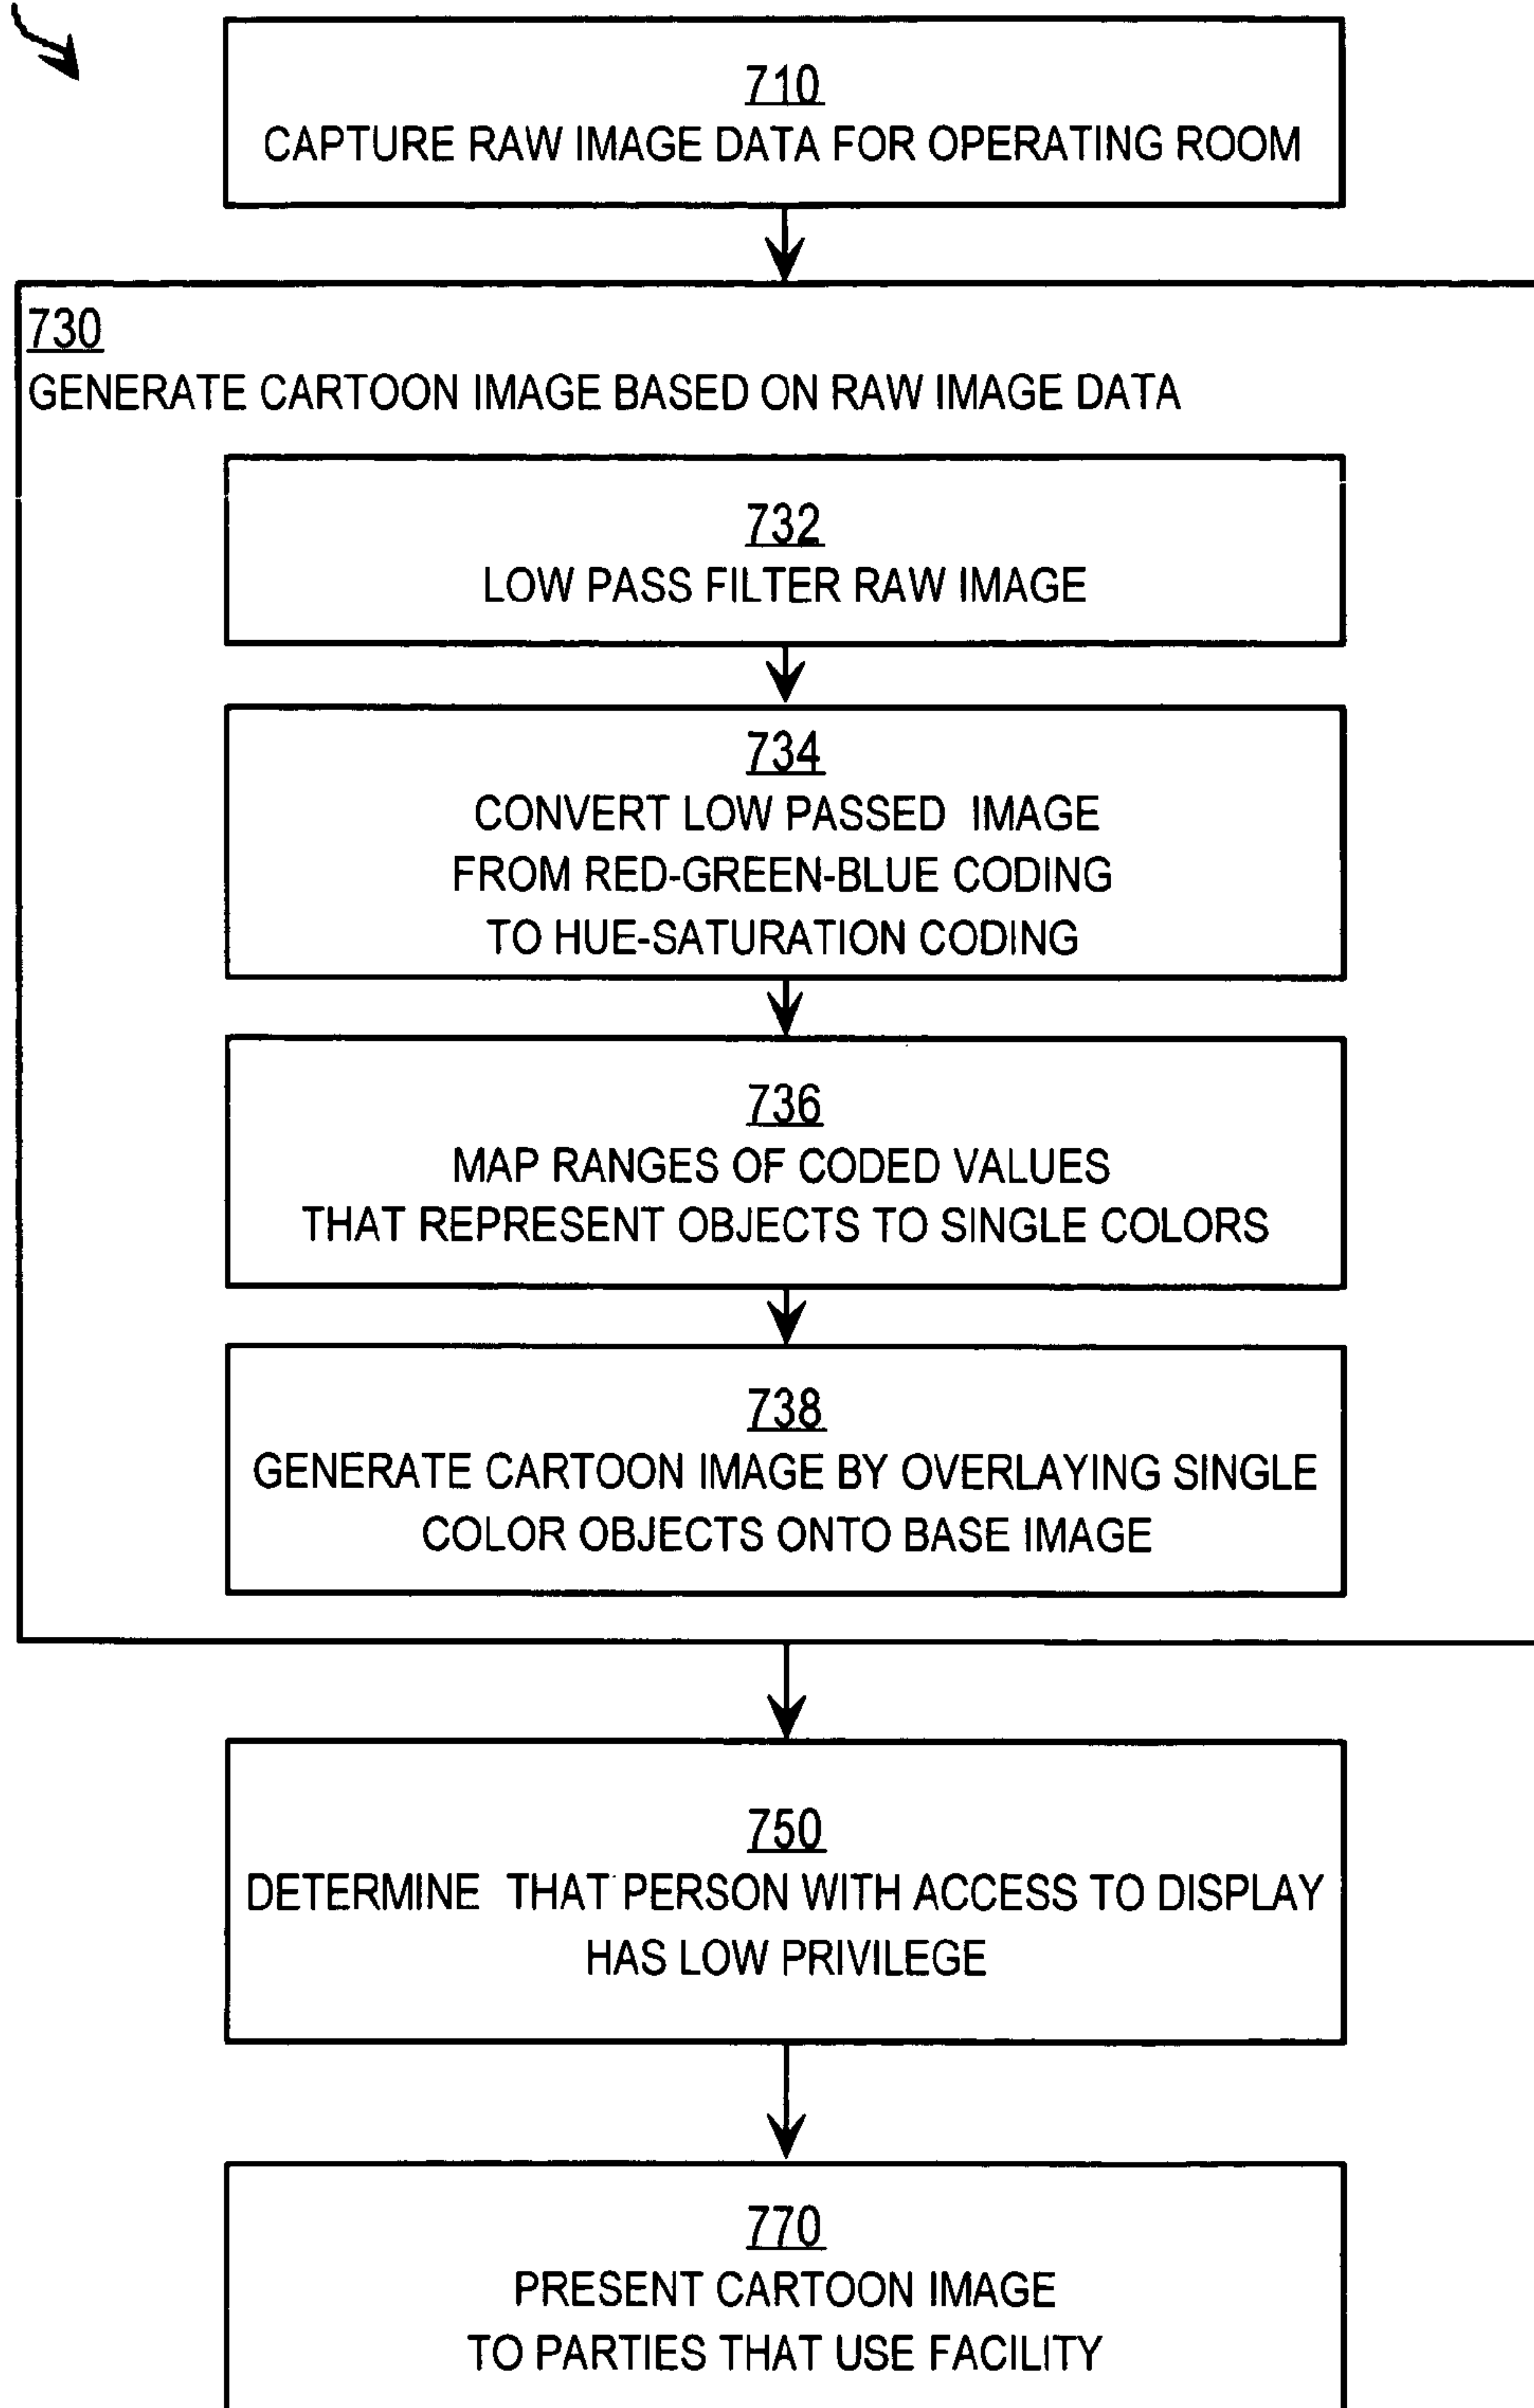 710
CAPTURE RAW IMAGE DATA FOR OPERATING ROOM
730
GENERATE CARTOON IMAGE BASED ON RAW IMAGE DATA
732
LOW PASS FILTER RAW IMAGE
734
CONVERT LOW PASSED IMAGE
FROM RED-GREEN-BLUE CODING
TO HUE-SATURATION CODING
736
MAP RANGES OF CODED VALUES
THAT REPRESENT OBJECTS TO SINGLE COLORS
738
GENERATE CARTOON IMAGE BY OVERLAYING SINGLE
COLOR OBJECTS ONTO BASE IMAGE
750
DETERMINE THAT PERSON WITH ACCESS TO DISPLAY
HAS LOW PRIVILEGE
770
PRESENT CARTOON IMAGE
TO PARTIES THAT USE FACILITY